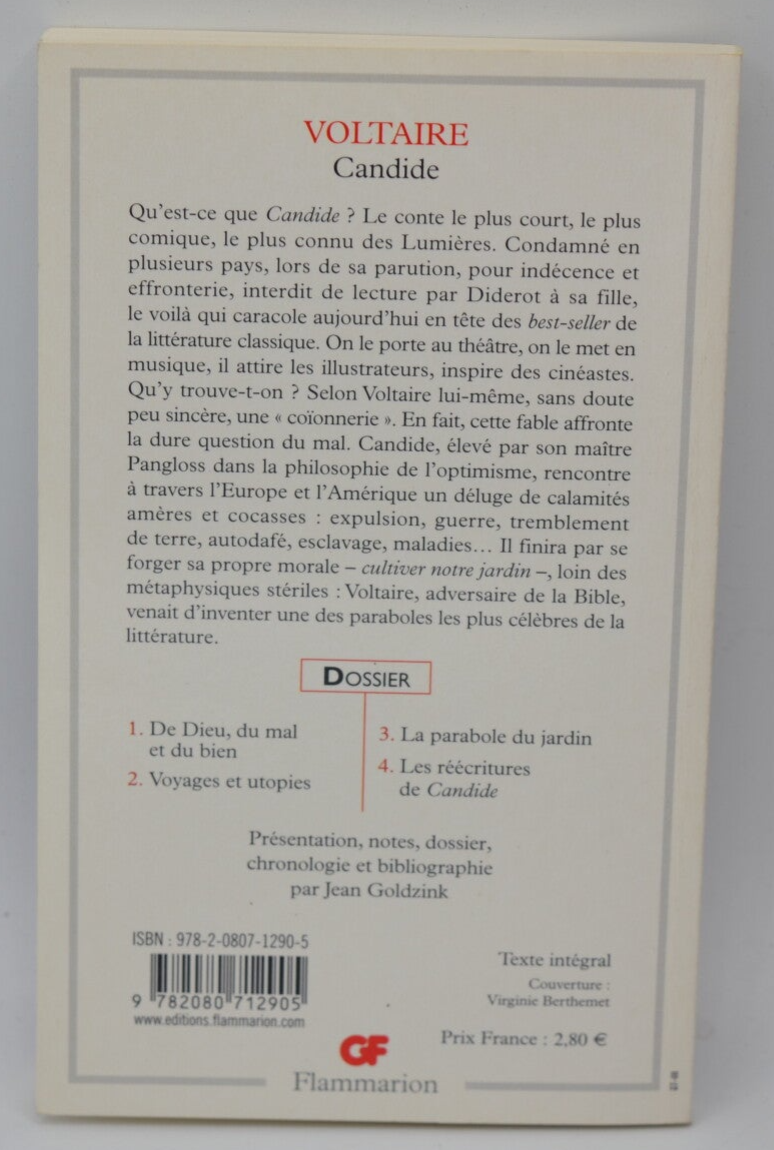 VOLTAIRE
Candide
Qu'est-ce que Candide ? Le conte le plus court, le plus
comique, le plus connu des Lumières. Condamné en
plusieurs pays, lors de sa parution, pour indécence et
effronterie, interdit de lecture par Diderot à sa fille,
le voilà qui caracole aujourd'hui en tête des best-seller de
la littérature classique. On le porte au théâtre, on le met en
musique, il attire les illustrateurs, inspire des cinéastes.
Qu'y trouve-t-on ? Selon Voltaire lui-même, sans doute
peu sincère, une « coïonnerie ». En fait, cette fable affronte
la dure question du mal. Candide, élevé par son maître
Pangloss dans la philosophie de l'optimisme, rencontre
à travers l'Europe et l'Amérique un déluge de calamités
amères et cocasses : expulsion, guerre, tremblement
de terre, autodafé, esclavage, maladies... Il finira par se
forger sa propre morale – cultiver notre jardin –, loin des
métaphysiques stériles : Voltaire, adversaire de la Bible,
venait d'inventer une des paraboles les plus célèbres de la
littérature.
DOSSIER
1. De Dieu, du mal
et du bien
2. Voyages et utopies
3. La parabole du jardin
4. Les réécritures
de Candide
Présentation, notes, dossier,
chronologie et bibliographie
par Jean Goldzink
ISBN : 978-2-0807-1290-5
9 782080 712905
www.editions.flammarion.com
Texte intégral
Couverture :
Virginie Berthemet
Prix France : 2,80 €
GF
Flammarion